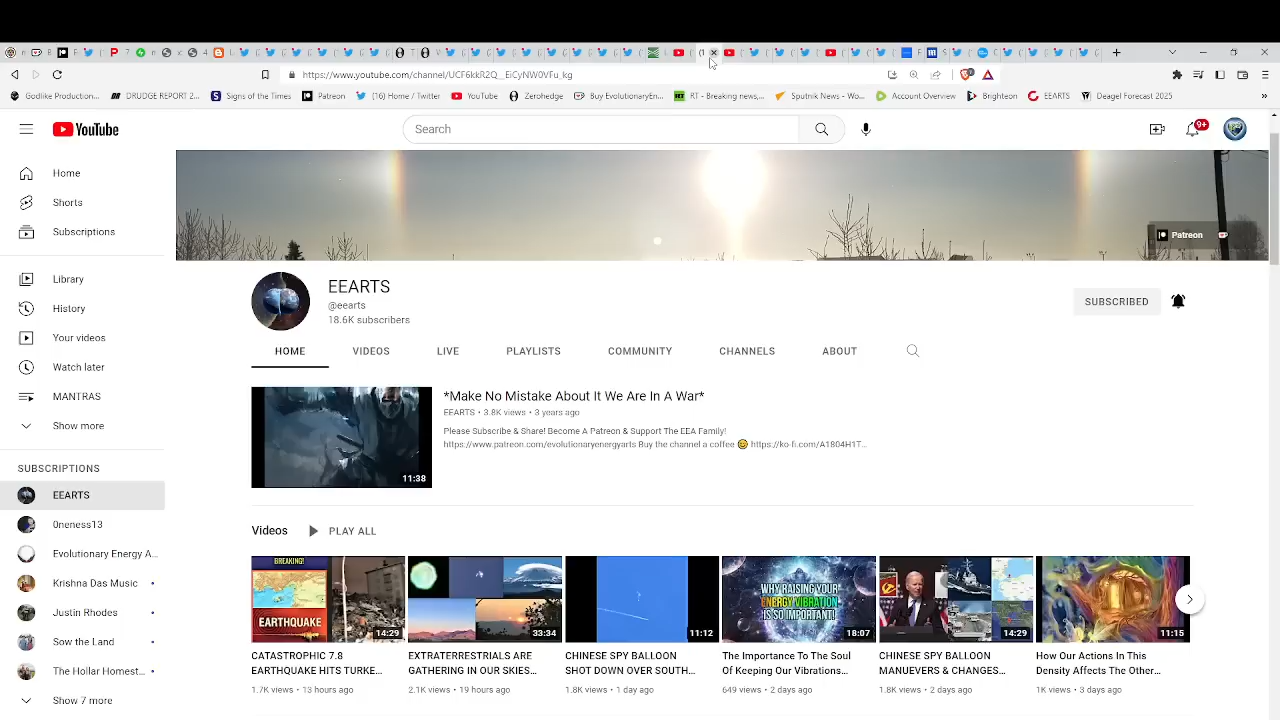 https://www.youtube.com/channel/UCF6kkR2Q__EiCyNW0VFu_kg
Godlike Production...
DRUDGE REPORT 2...
Signs of the Times
Patreon
(16) Home / Twitter
YouTube
Zerohedge
Buy EvolutionaryEn...
RT - Breaking news,...
Sputnik News - Wo...
Account Overview
Brighteon
EEARTS
Deagel Forecast 2025
YouTube
Search
9+
Home
Shorts
Subscriptions
Library
History
Your videos
Watch later
MANTRAS
Show more
SUBSCRIPTIONS
EEARTS
0neness13
Evolutionary Energy A...
Krishna Das Music
Justin Rhodes
Sow the Land
The Hollar Homest...
Show 7 more
Patreon
EEARTS
@eearts
18.6K subscribers
SUBSCRIBED
HOME
VIDEOS
LIVE
PLAYLISTS
COMMUNITY
CHANNELS
ABOUT
11:38
*Make No Mistake About It We Are In A War*
EEARTS • 3.8K views • 3 years ago
Please Subscribe & Share! Become A Patreon & Support The EEA Family!
https://www.patreon.com/evolutionaryenergyarts Buy the channel a coffee 😊 https://ko-fi.com/A1804H1T...
Videos
PLAY ALL
BREAKING!
EARTHQUAKE
14:29
CATASTROPHIC 7.8
EARTHQUAKE HITS TURKE...
1.7K views • 13 hours ago
33:34
EXTRATERRESTRIALS ARE
GATHERING IN OUR SKIES...
2.1K views • 19 hours ago
11:12
CHINESE SPY BALLOON
SHOT DOWN OVER SOUTH...
1.8K views • 1 day ago
WHY RAISING YOUR
ENERGY VIBRATION
IS SO IMPORTANT!
18:07
The Importance To The Soul
Of Keeping Our Vibrations...
649 views • 2 days ago
14:29
CHINESE SPY BALLOON
MANUEVERS & CHANGES...
1.8K views • 2 days ago
11:15
How Our Actions In This
Density Affects The Other...
1K views • 3 days ago